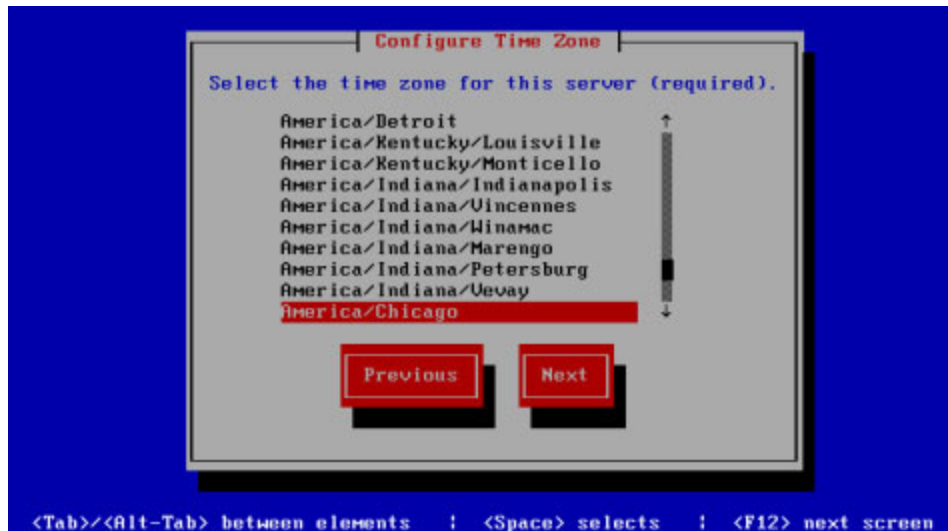 Configure Time Zone
Select the time zone for this server (required).
America/Detroit
America/Kentucky/Louisville
America/Kentucky/Monticello
America/Indiana/Indianapolis
America/Indiana/Vincennes
America/Indiana/Winamac
America/Indiana/Marengo
America/Indiana/Petersburg
America/Indiana/Vevay
America/Chicago
Previous Next
<Tab>/<Alt-Tab> between elements ¦ <Space> selects ¦ <F12> next screen